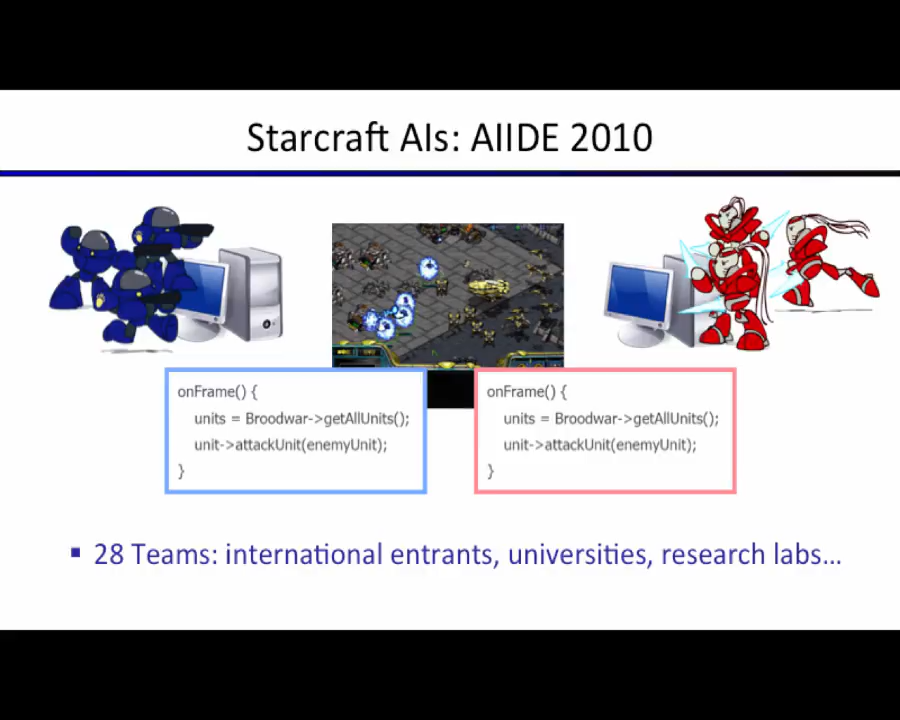 Starcraft AIs: AIIDE 2010
onFrame() {
units = Broodwar->getAllUnits();
unit->attackUnit(enemyUnit);
}
onFrame() {
units = Broodwar->getAllUnits();
unit->attackUnit(enemyUnit);
}
▪ 28 Teams: international entrants, universities, research labs...